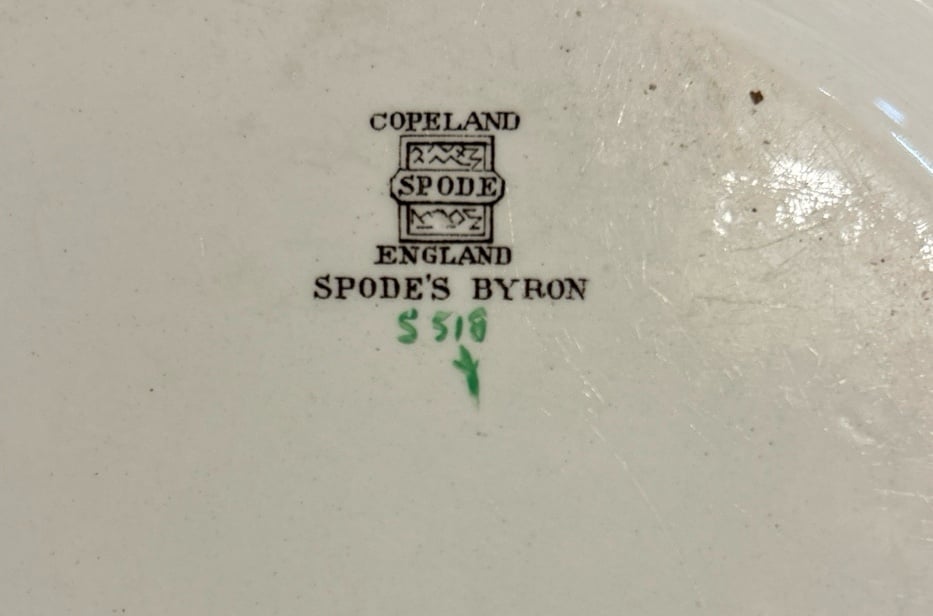 COPELAND
SPODE
ENGLAND
SPODE'S BYRON
S 518